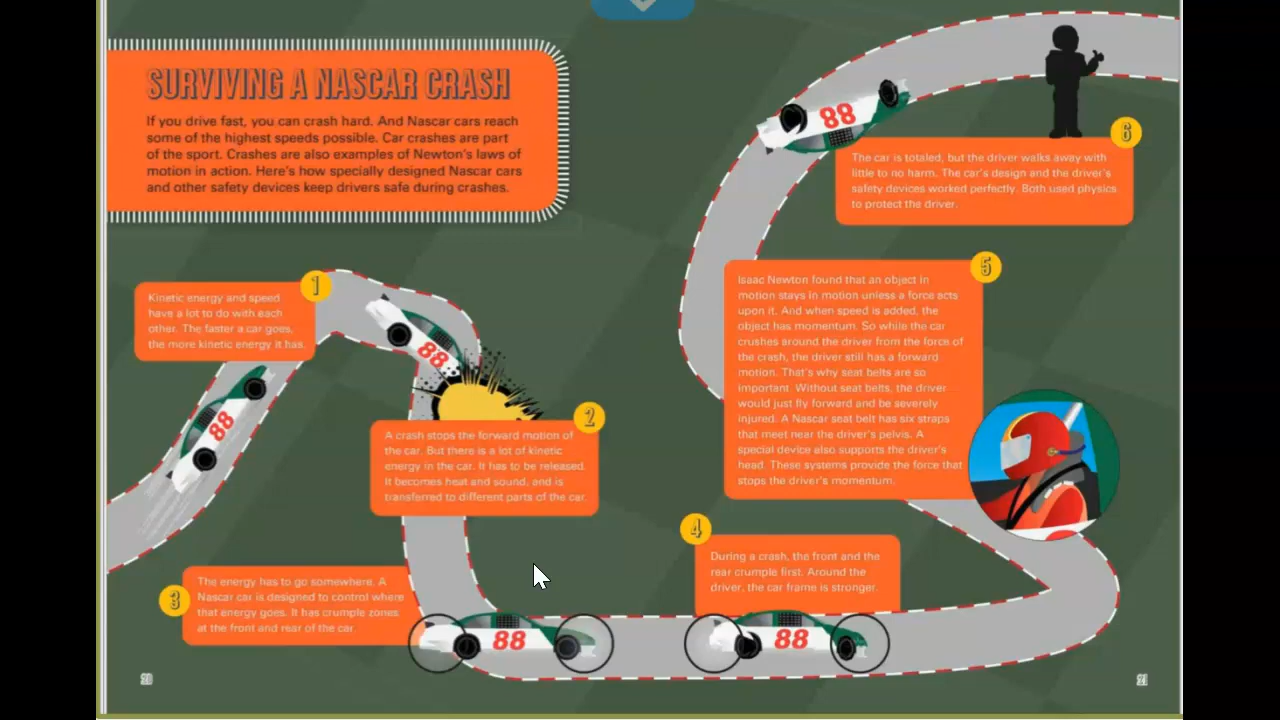 SURVIVING A NASCAR CRASH
If you drive fast, you can crash hard. And Nascar cars reach
some of the highest speeds possible. Car crashes are part
of the sport. Crashes are also examples of Newton's laws of
motion in action. Here's how specially designed Nascar cars
and other safety devices keep drivers safe during crashes.
1
Kinetic energy and speed
have a lot to do with each
other. The faster a car goes,
the more kinetic energy it has.
88
88
2
A crash stops the forward motion of
the car. But there is a lot of kinetic
energy in the car. It has to be released.
It becomes heat and sound, and is
transferred to different parts of the car.
3
The energy has to go somewhere. A
Nascar car is designed to control where
that energy goes. It has crumple zones
at the front and rear of the car.
88
4
During a crash, the front and the
rear crumple first. Around the
driver, the car frame is stronger.
88
5
Isaac Newton found that an object in
motion stays in motion unless a force acts
upon it. And when speed is added, the
object has momentum. So while the car
crushes around the driver from the force of
the crash, the driver still has a forward
motion. That's why seat belts are so
important. Without seat belts, the driver
would just fly forward and be severely
injured. A Nascar seat belt has six straps
that meet near the driver's pelvis. A
special device also supports the driver's
head. These systems provide the force that
stops the driver's momentum.
88
6
The car is totaled, but the driver walks away with
little to no harm. The car's design and the driver's
safety devices worked perfectly. Both used physics
to protect the driver.
20
21